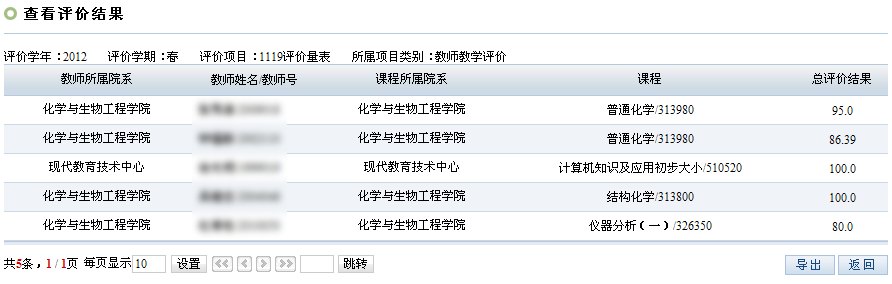 查看评价结果
评价学年：2012 评价学期：春 评价项目：1119评价量表 所属项目类别：教师教学评价
教师所属院系 教师姓名/教师号 课程所属院系 课程 总评价结果
化学与生物工程学院 化学与生物工程学院 普通化学/313980 95.0
化学与生物工程学院 化学与生物工程学院 普通化学/313980 86.39
现代教育技术中心 现代教育技术中心 计算机知识及应用初步大小/510520 100.0
化学与生物工程学院 化学与生物工程学院 结构化学/313800 100.0
化学与生物工程学院 化学与生物工程学院 仪器分析（一）/326350 80.0
共5条，1 / 1页 每页显示 10 设置 跳转 导出 返回